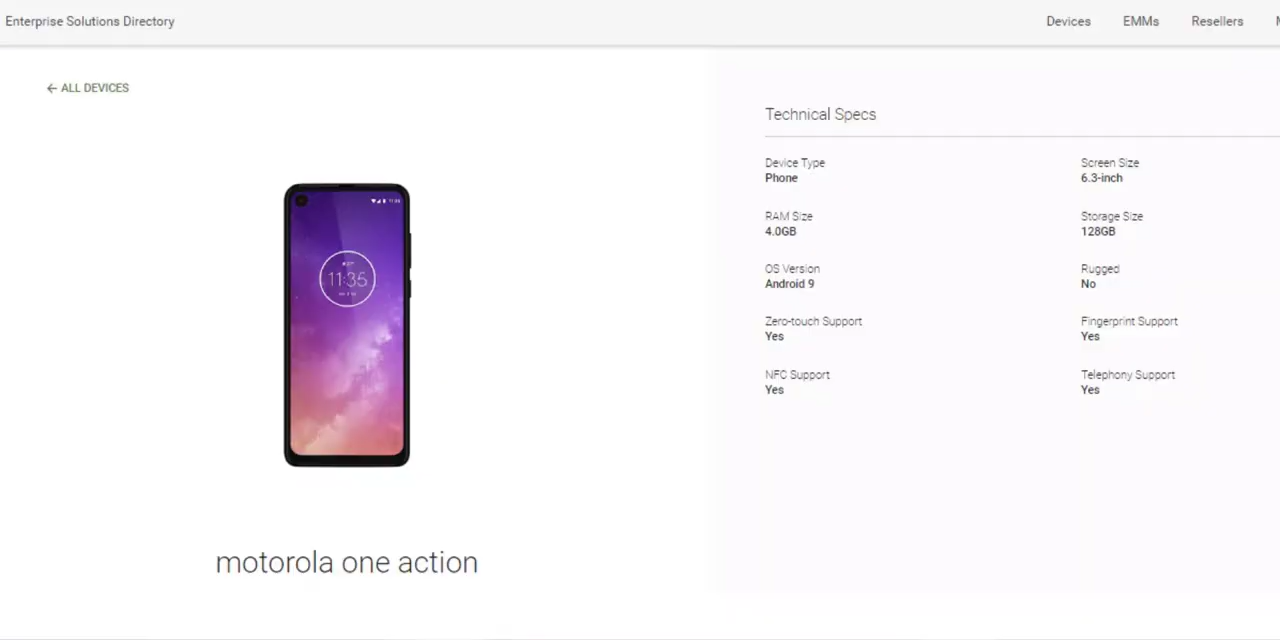 Enterprise Solutions Directory
Devices
EMMs
Resellers
← ALL DEVICES
11:35
motorola one action
Technical Specs
Device Type
Phone
Screen Size
6.3-inch
RAM Size
4.0GB
Storage Size
128GB
OS Version
Android 9
Rugged
No
Zero-touch Support
Yes
Fingerprint Support
Yes
NFC Support
Yes
Telephony Support
Yes